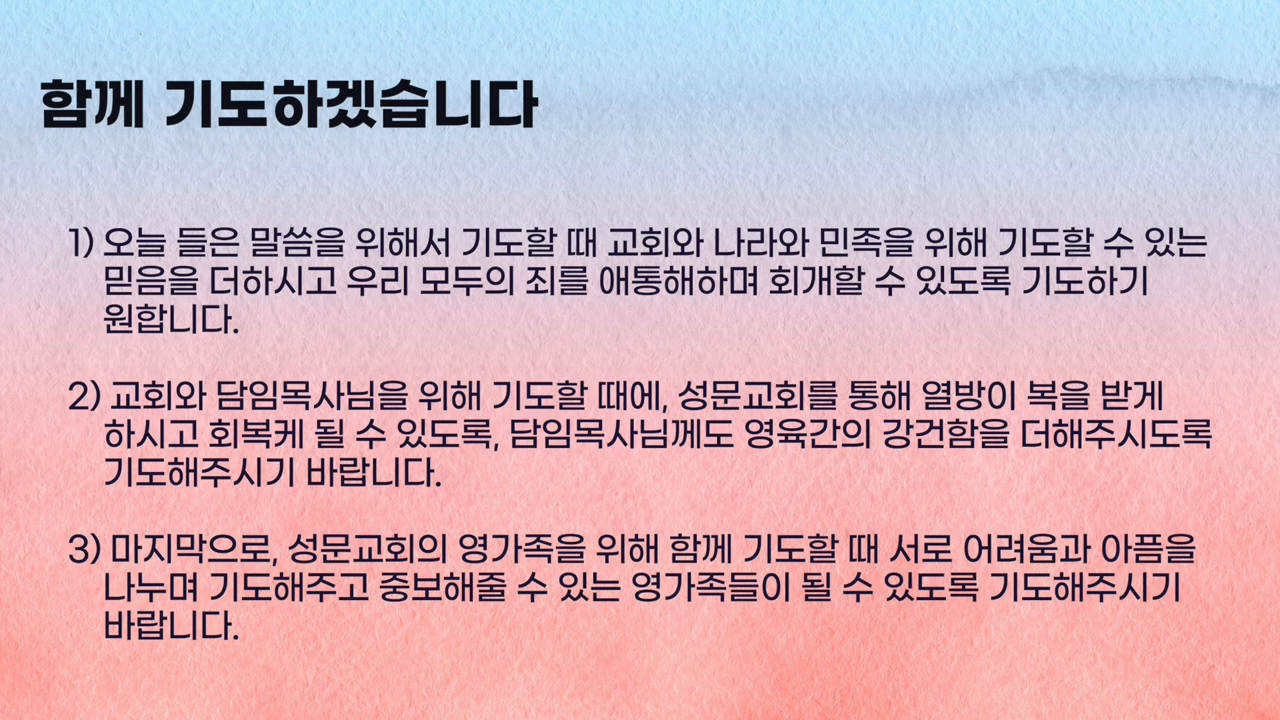 함께 기도하겠습니다
1) 오늘 들은 말씀을 위해서 기도할 때 교회와 나라와 민족을 위해 기도할 수 있는
믿음을 더하시고 우리 모두의 죄를 애통해하며 회개할 수 있도록 기도하기
원합니다.
2) 교회와 담임목사님을 위해 기도할 때에, 성문교회를 통해 열방이 복을 받게
하시고 회복케 될 수 있도록, 담임목사님께도 영육간의 강건함을 더해주시도록
기도해주시기 바랍니다.
3) 마지막으로, 성문교회의 영가족을 위해 함께 기도할 때 서로 어려움과 아픔을
나누며 기도해주고 중보해줄 수 있는 영가족들이 될 수 있도록 기도해주시기
바랍니다.